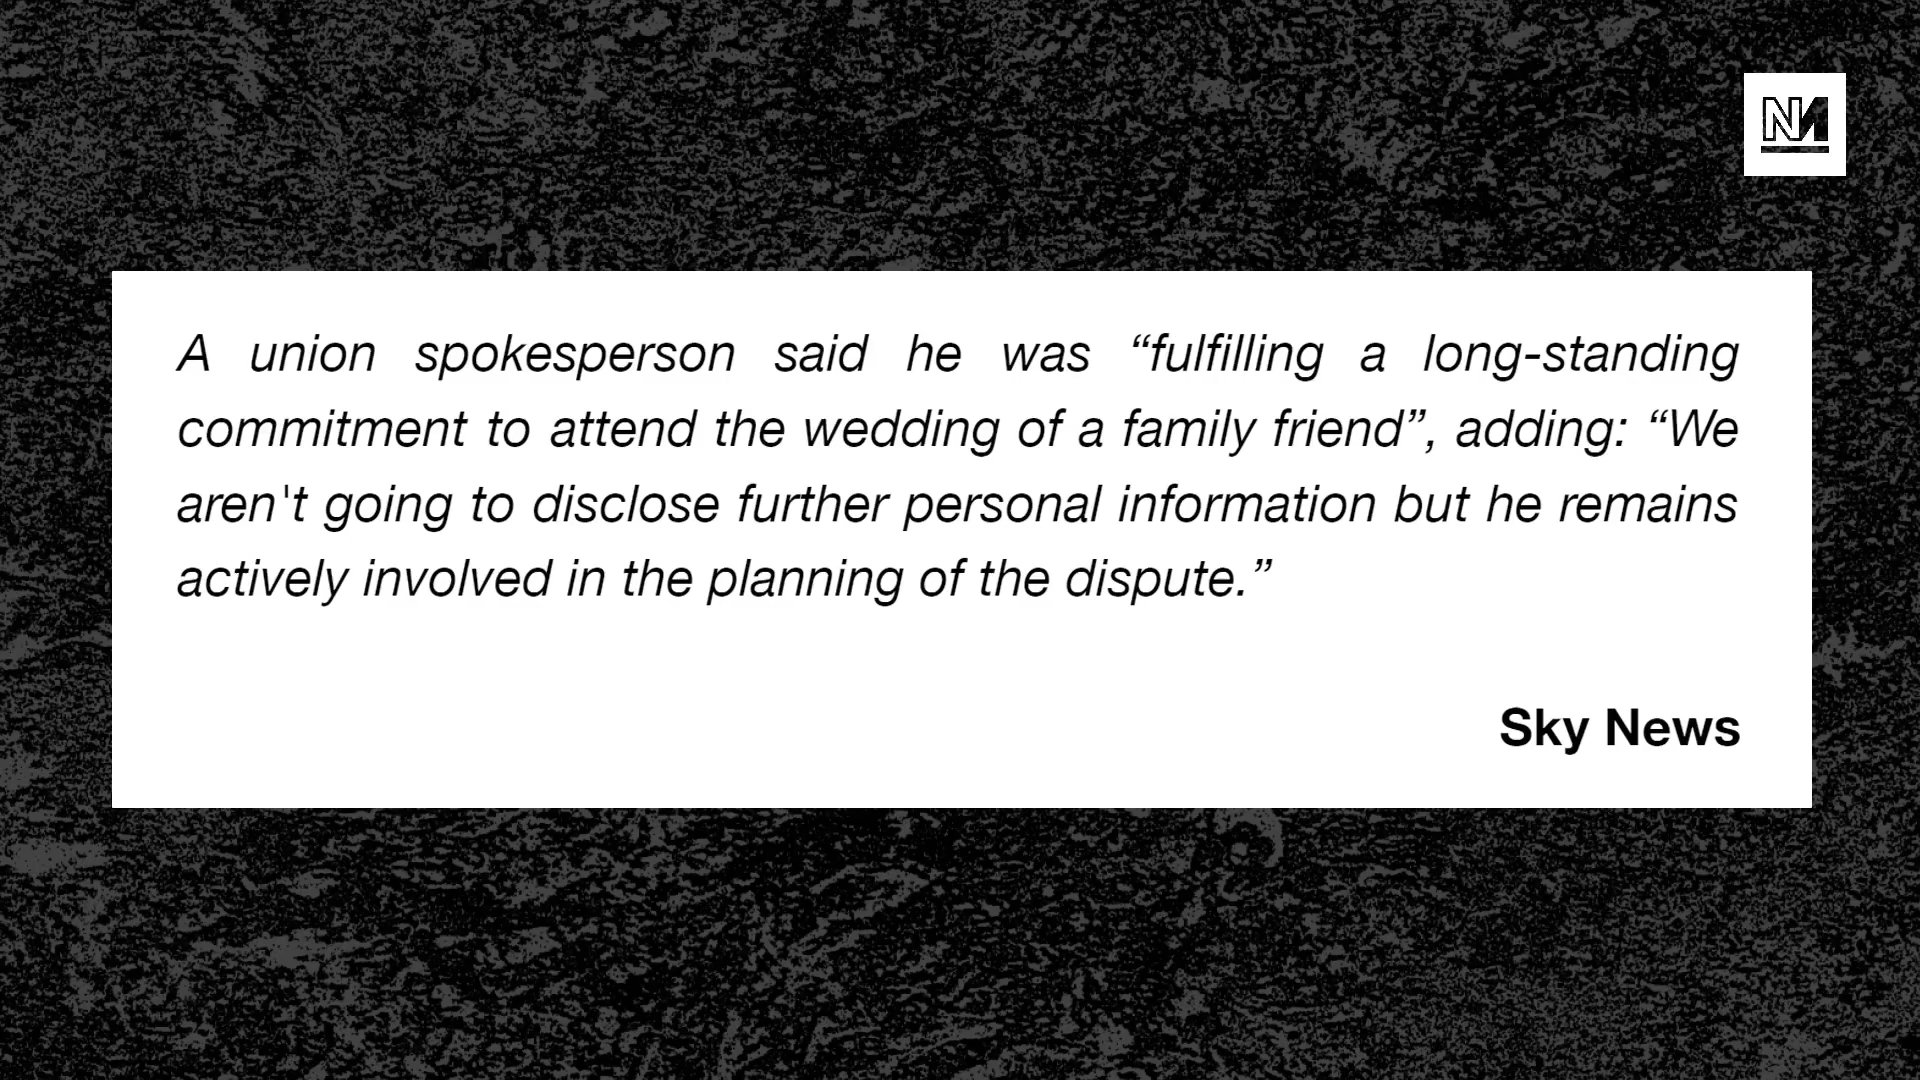 NM
A union spokesperson said he was “fulfilling a long-standing
commitment to attend the wedding of a family friend”, adding: “We
aren't going to disclose further personal information but he remains
actively involved in the planning of the dispute.”
Sky News